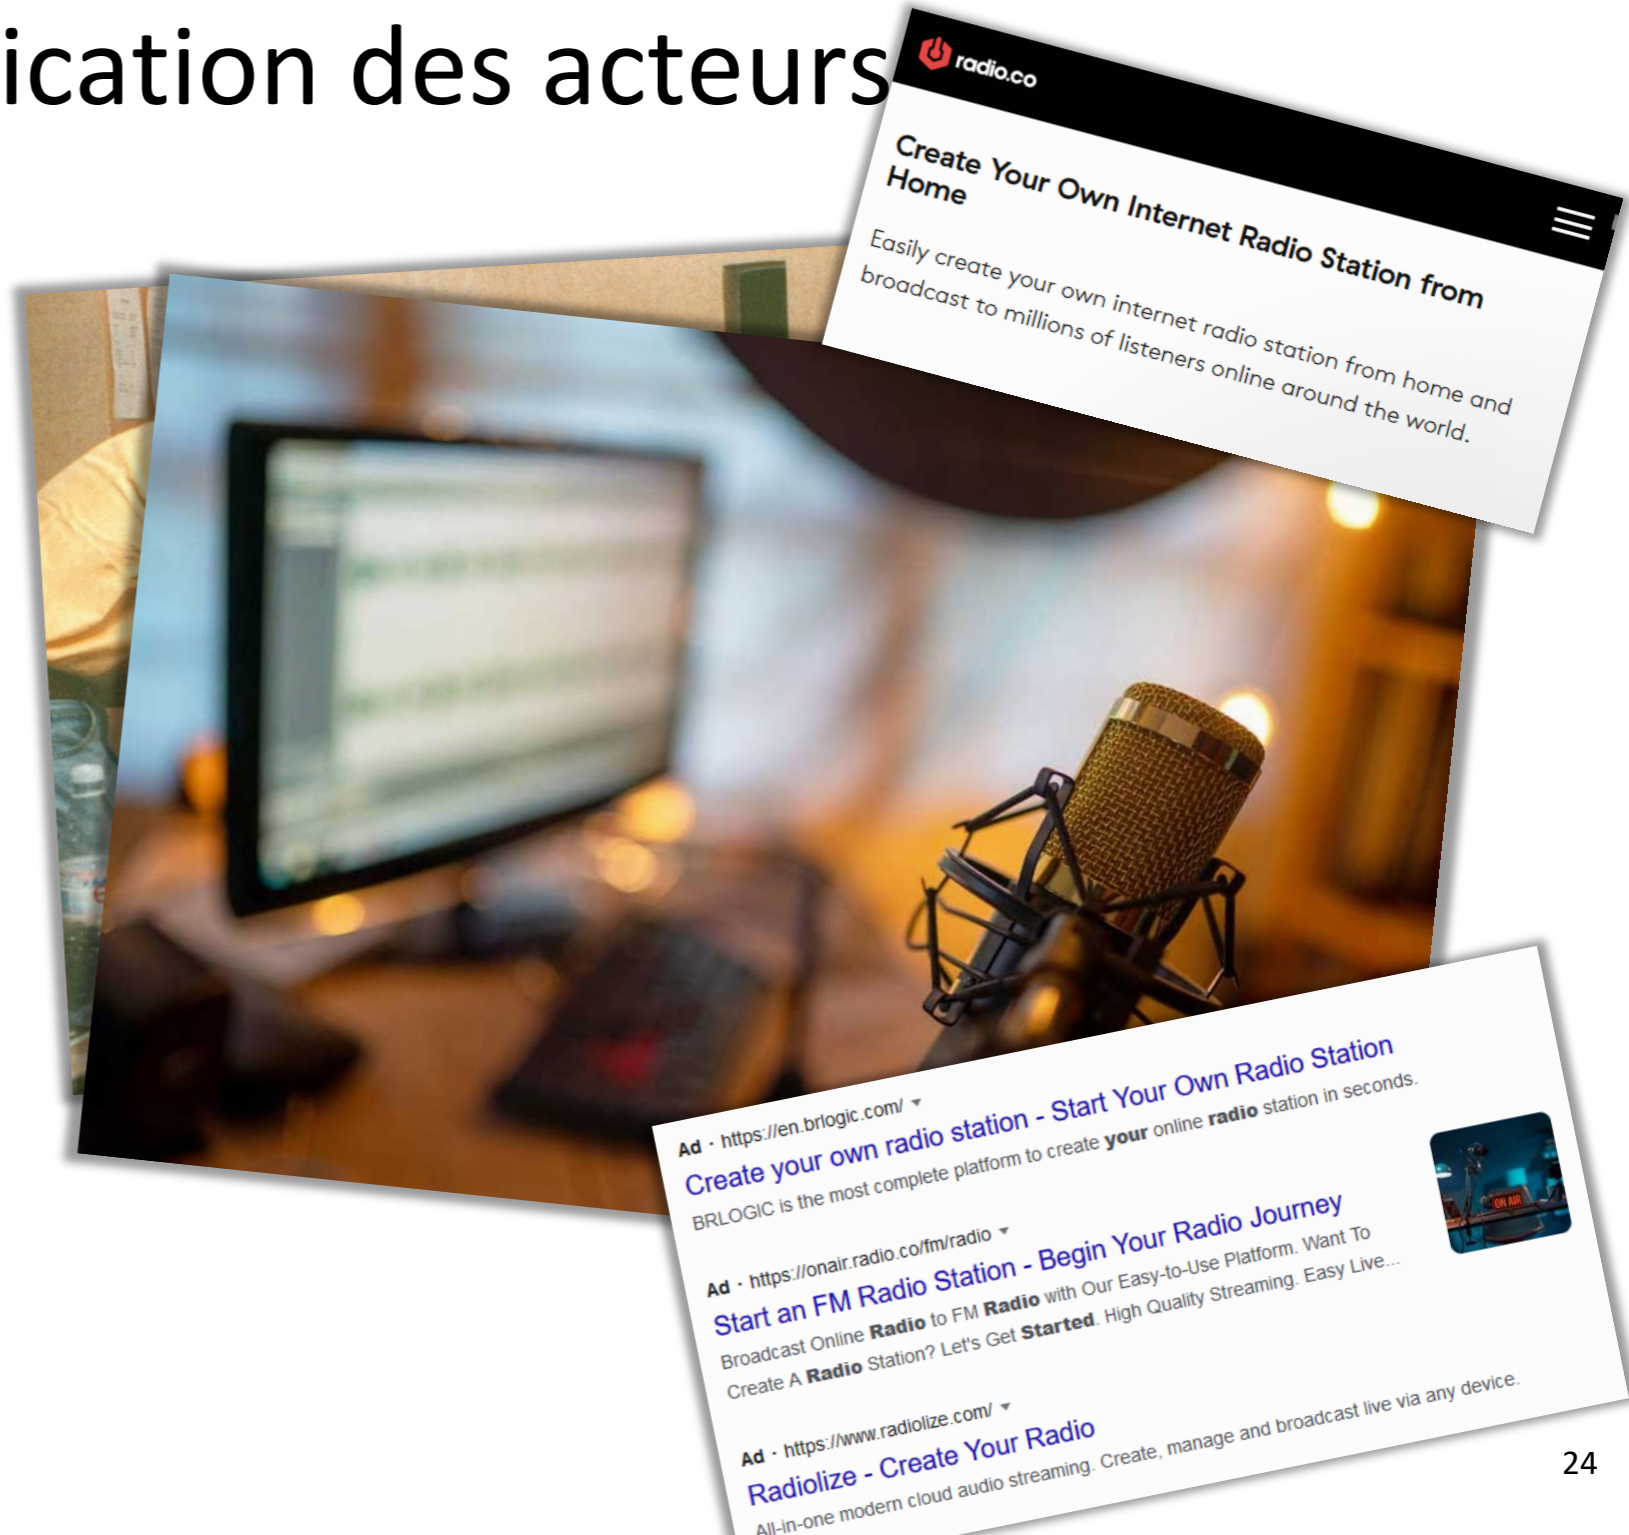 ication des acteurs
radio.co
Create Your Own Internet Radio Station from
Home
Easily create your own internet radio station from home and
broadcast to millions of listeners online around the world.
Ad · https://en.brlogic.com/
Create your own radio station - Start Your Own Radio Station
BRLOGIC is the most complete platform to create your online radio station in seconds.
Ad · https://onair.radio.co/fm/radio
Start an FM Radio Station - Begin Your Radio Journey
Broadcast Online Radio to FM Radio with Our Easy-to-Use Platform. Want To
Create A Radio Station? Let's Get Started. High Quality Streaming. Easy Live...
ON AIR
Ad · https://www.radiolize.com/
Radiolize - Create Your Radio
All-in-one modern cloud audio streaming. Create, manage and broadcast live via any device.
24